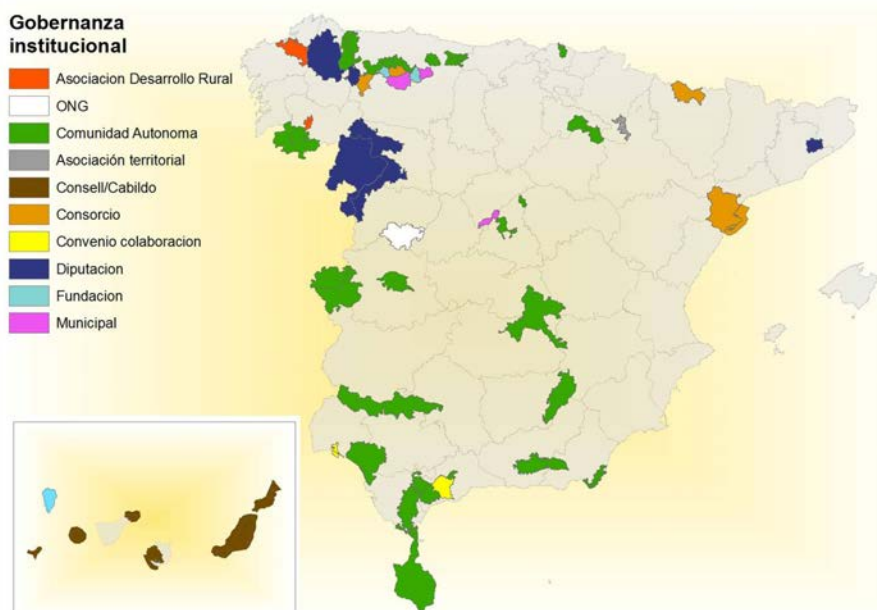 Gobernanza
institucional
Asociacion Desarrollo Rural
ONG
Comunidad Autonoma
Asociación territorial
Consell/Cabildo
Consorcio
Convenio colaboracion
Diputacion
Fundacion
Municipal